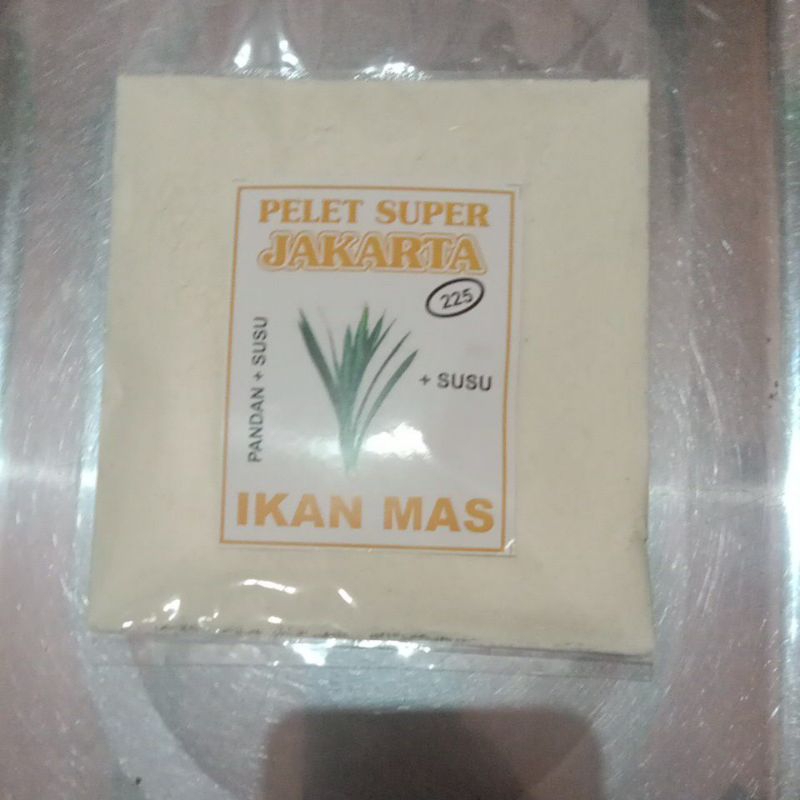 PELET SUPER
JAKARTA
225
PANDAN + SUSU
+ SUSU
IKAN MAS